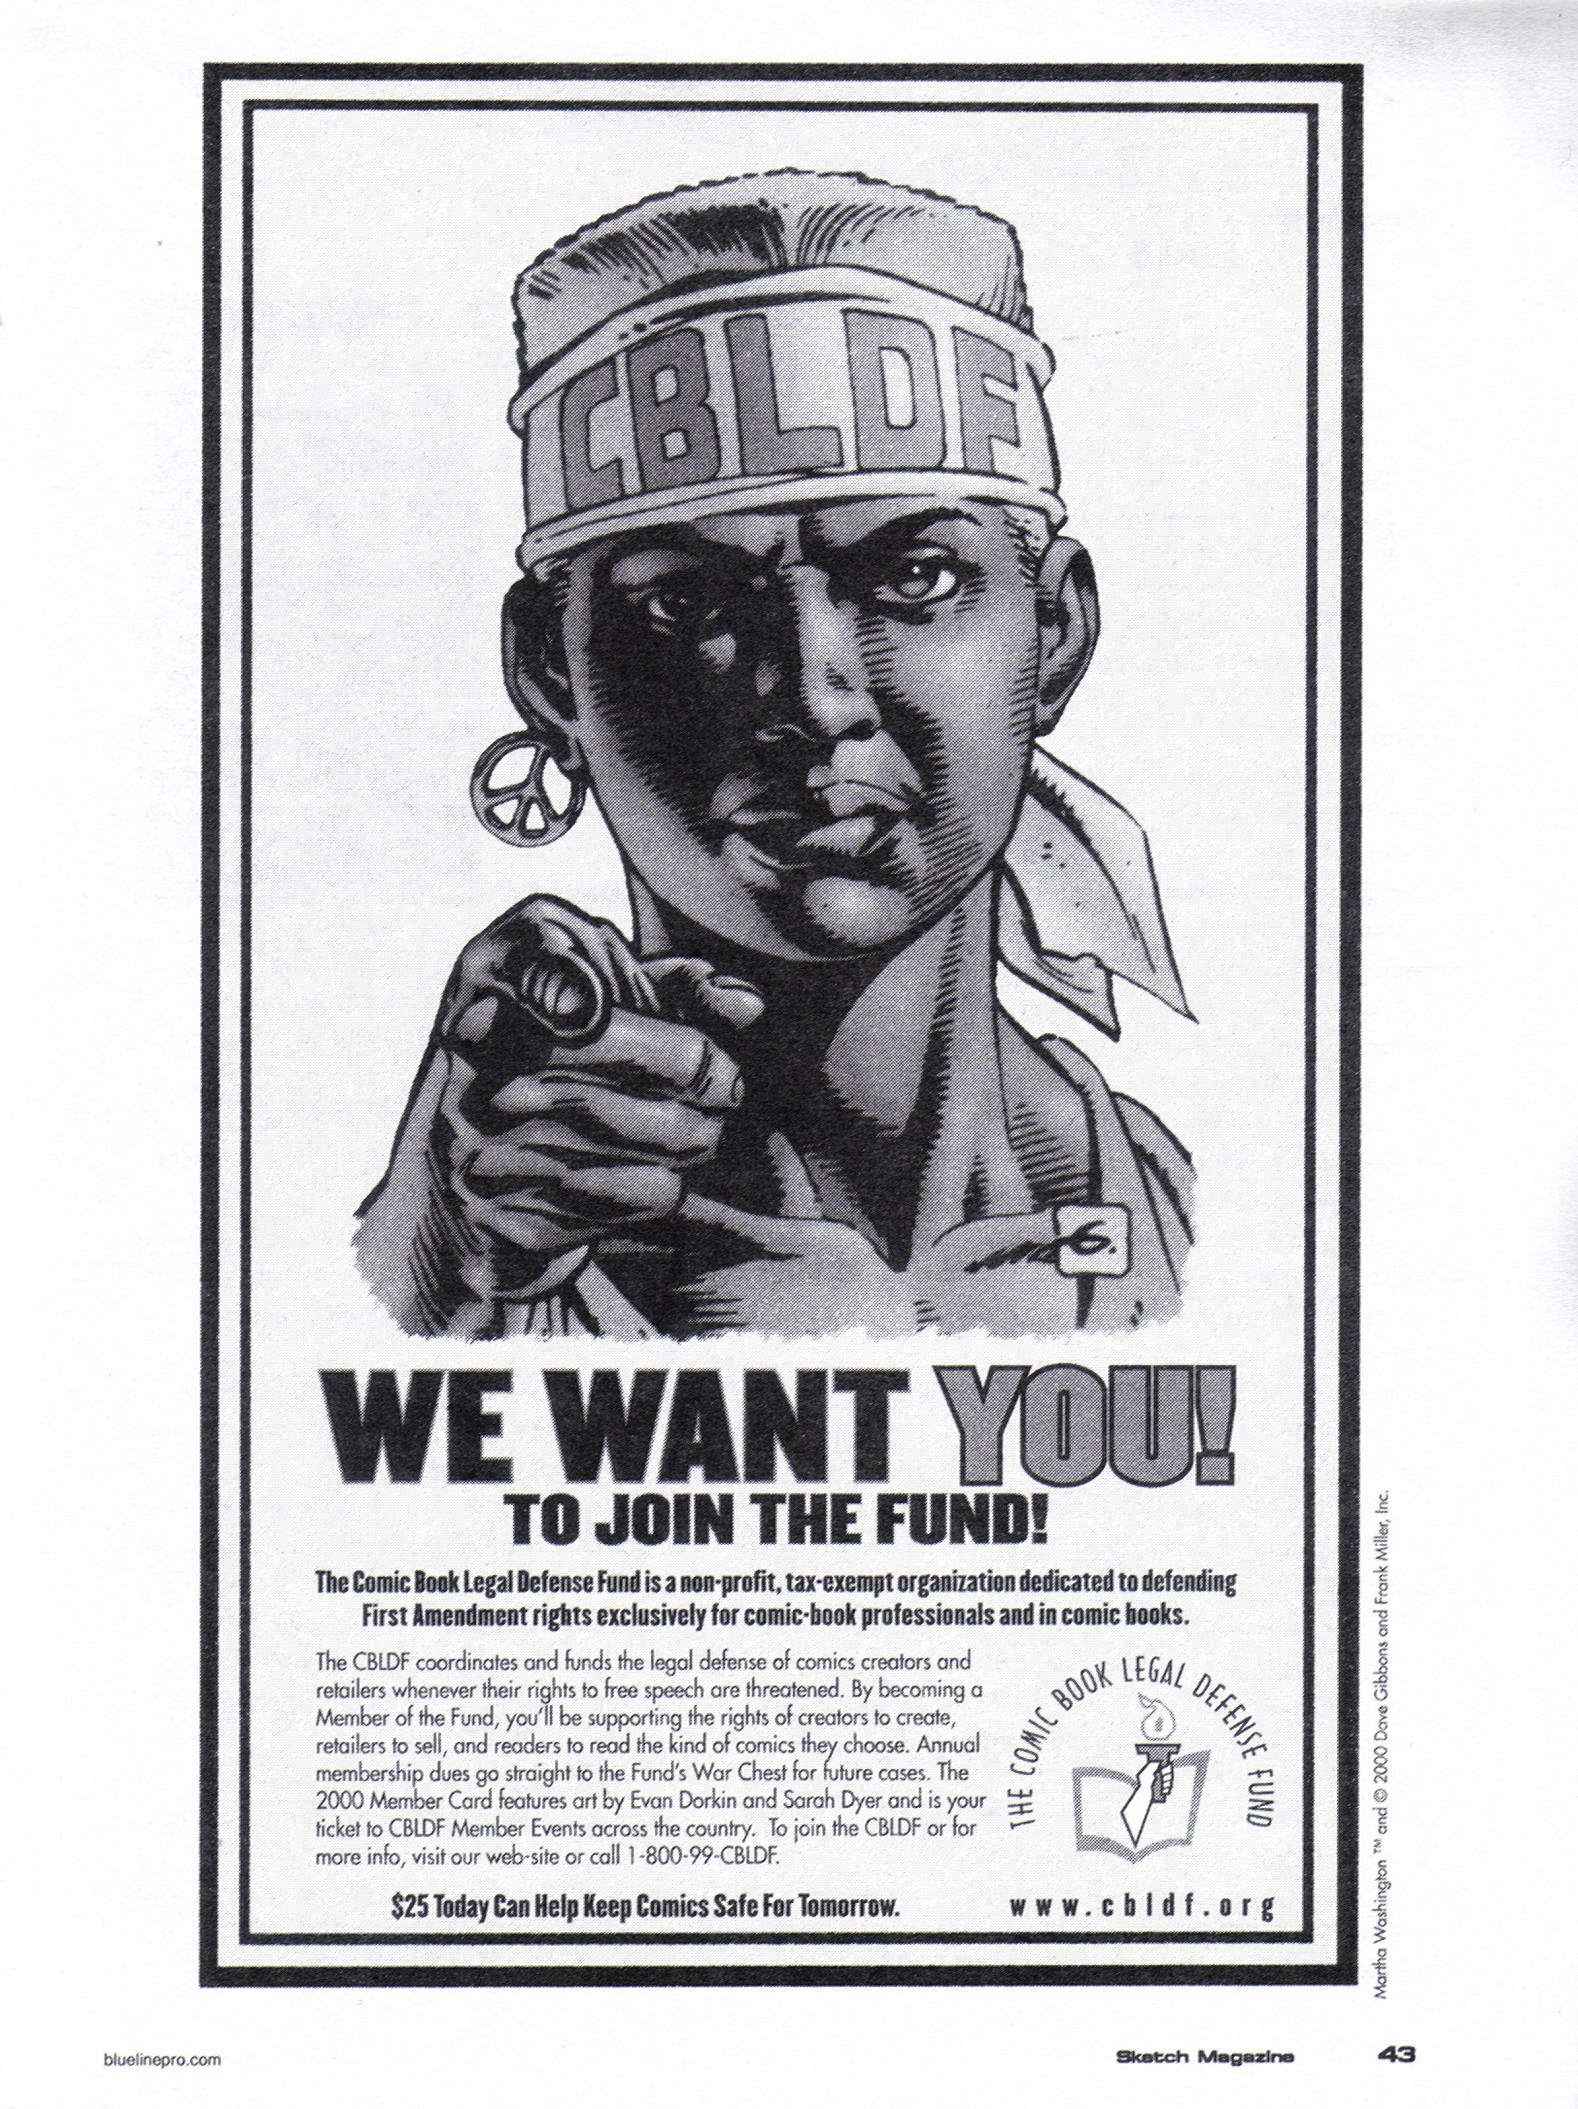 CBLDF
G.
WE WANT YOU!
TO JOIN THE FUND!
The Comic Book Legal Defense Fund is a non-profit, tax-exempt organization dedicated to defending
First Amendment rights exclusively for comic-book professionals and in comic books.
The CBLDF coordinates and funds the legal defense of comics creators and
retailers whenever their rights to free speech are threatened. By becoming a
Member of the Fund, you'll be supporting the rights of creators to create,
retailers to sell, and readers to read the kind of comics they choose. Annual
membership dues go straight to the Fund's War Chest for future cases. The
2000 Member Card features art by Evan Dorkin and Sarah Dyer and is your
ticket to CBLDF Member Events across the country. To join the CBLDF or for
more info, visit our web-site or call 1-800-99-CBLDF.
THE COMIC BOOK LEGAL DEFENSE FUND
$25 Today Can Help Keep Comics Safe For Tomorrow.
www.cbldf.org
Martha Washington ™ and © 2000 Dave Gibbons and Frank Miller, Inc.
bluelinepro.com
Sketch Magazine
43